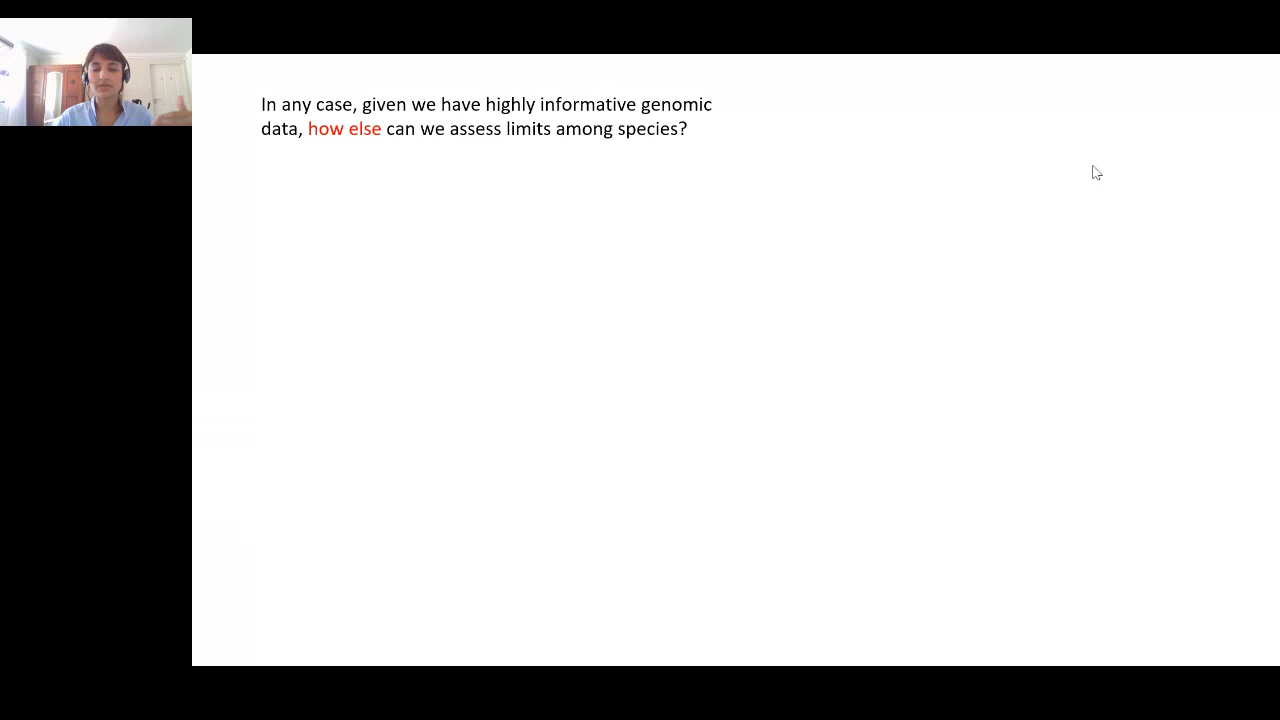 In any case, given we have highly informative genomic
data, how else can we assess limits among species?